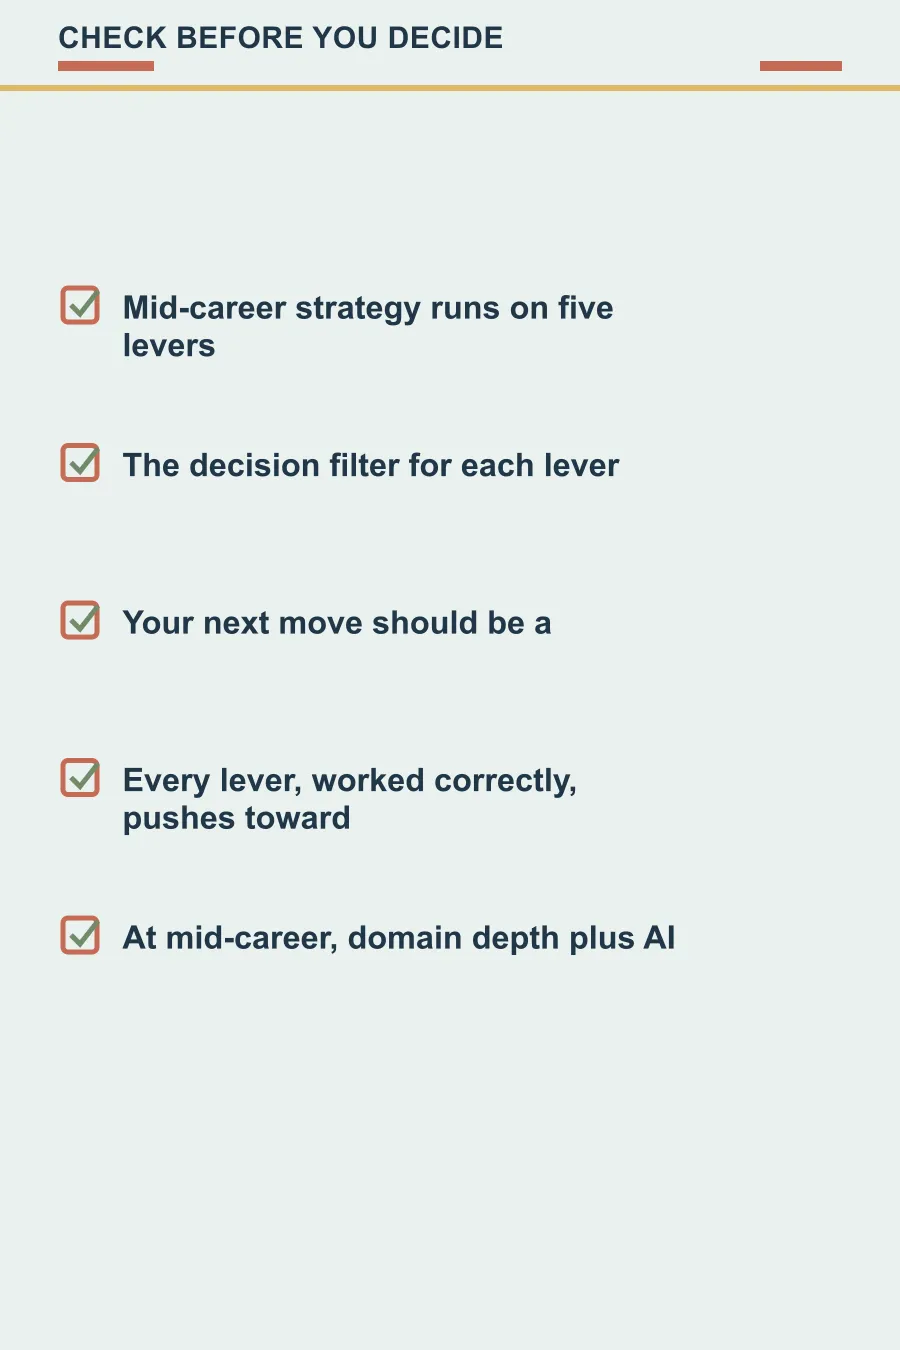 CHECK BEFORE YOU DECIDE
Mid-career strategy runs on five
levers
The decision filter for each lever
Your next move should be a
Every lever, worked correctly,
pushes toward
At mid-career, domain depth plus AI